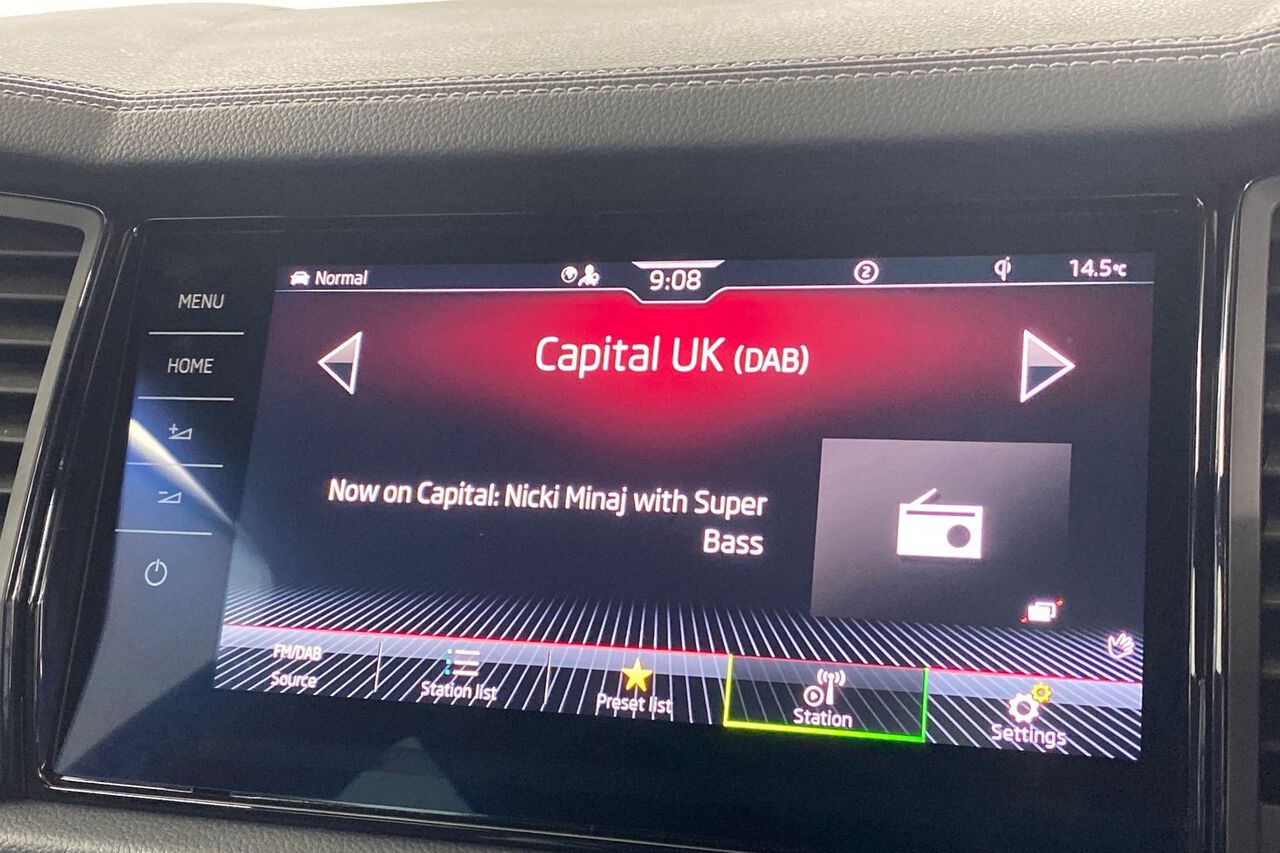 Normal
9:08
2
qi
14.5°C
MENU
HOME
Capital UK (DAB)
Now on Capital: Nicki Minaj with Super
Bass
FM/DAB
Source
Station list
Preset list
Station
Settings